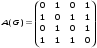 A(G) =
0 1 0 1
1 0 1 1
0 1 0 1
1 1 1 0